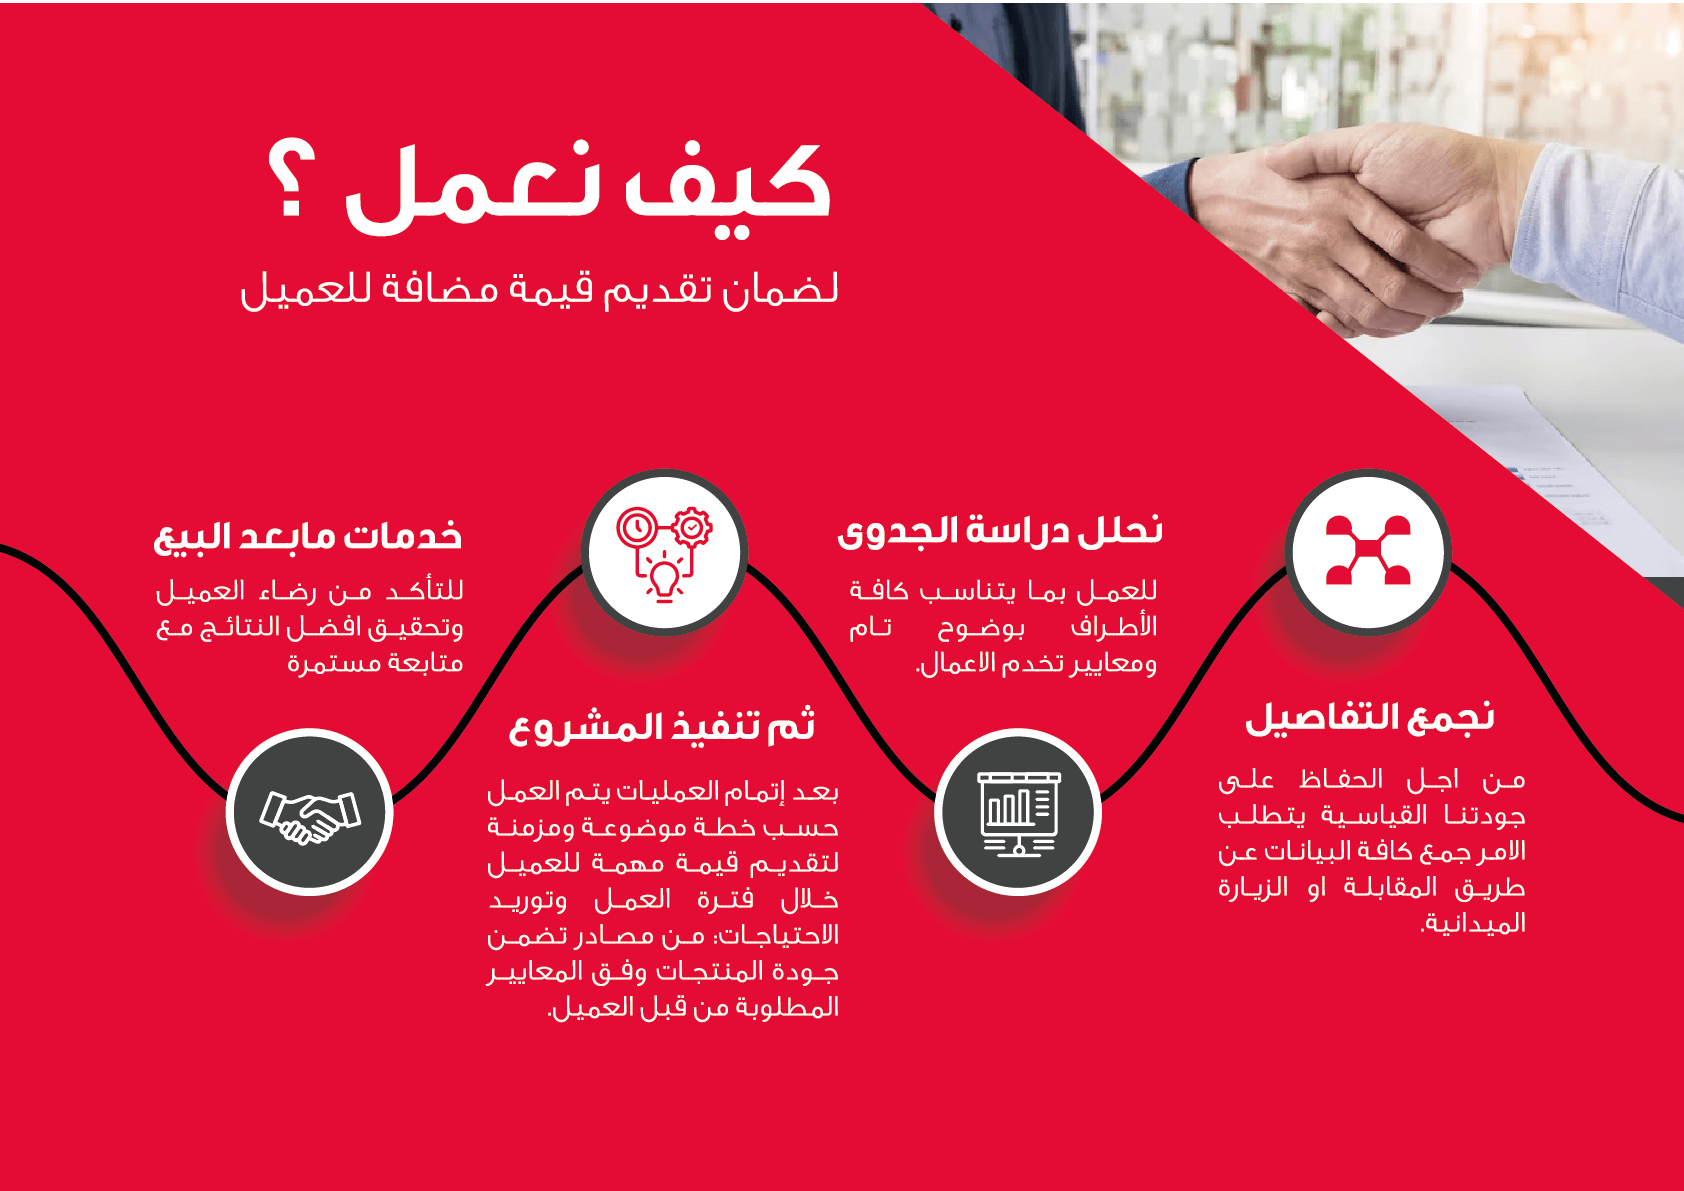 كيف نعمل ؟
لضمان تقديم قيمة مضافة للعميل
نجمع التفاصيل
من اجل الحفاظ على
جودتنا القياسية يتطلب
الامر جمع كافة البيانات عن
طريق المقابلة او الزيارة
الميدانية.
نحلل دراسة الجدوى
للعمل بما يتناسب كافة
الأطراف بوضوح تام
ومعايير تخدم الاعمال.
ثم تنفيذ المشروع
بعد إتمام العمليات يتم العمل
حسب خطة موضوعة ومزمنة
لتقديم قيمة مهمة للعميل
خلال فترة العمل وتوريد
الاحتياجات: من مصادر تضمن
جودة المنتجات وفق المعايير
المطلوبة من قبل العميل.
خدمات مابعد البيع
للتأكد من رضاء العميل
وتحقيق افضل النتائج مع
متابعة مستمرة